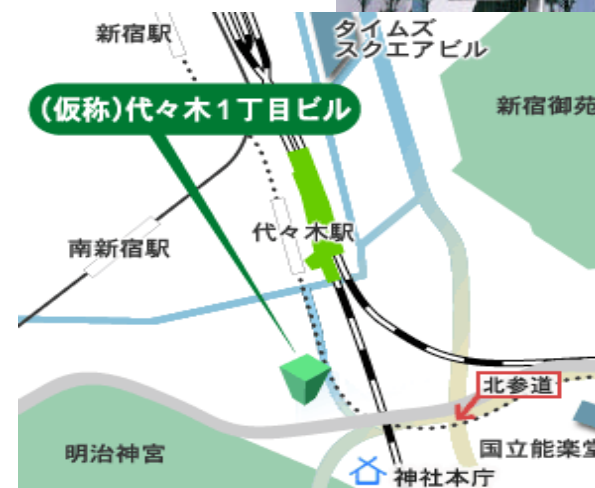 新宿駅
タイムズ
スクエアビル
(仮称)代々木1丁目ビル
新宿御苑
代々木駅
南新宿駅
北参道
明治神宮
国立能楽堂
神社本庁